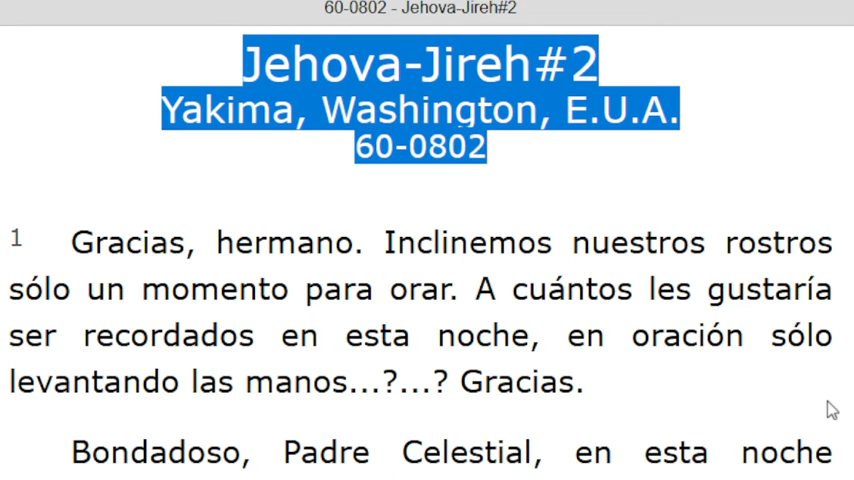 60-0802 - Jehova-Jireh#2
Jehova-Jireh#2
Yakima, Washington, E.U.A.
60-0802
1 Gracias, hermano. Inclinemos nuestros rostros
sólo un momento para orar. A cuántos les gustaría
ser recordados en esta noche, en oración sólo
levantando las manos...?...? Gracias.
Bondadoso, Padre Celestial, en esta noche